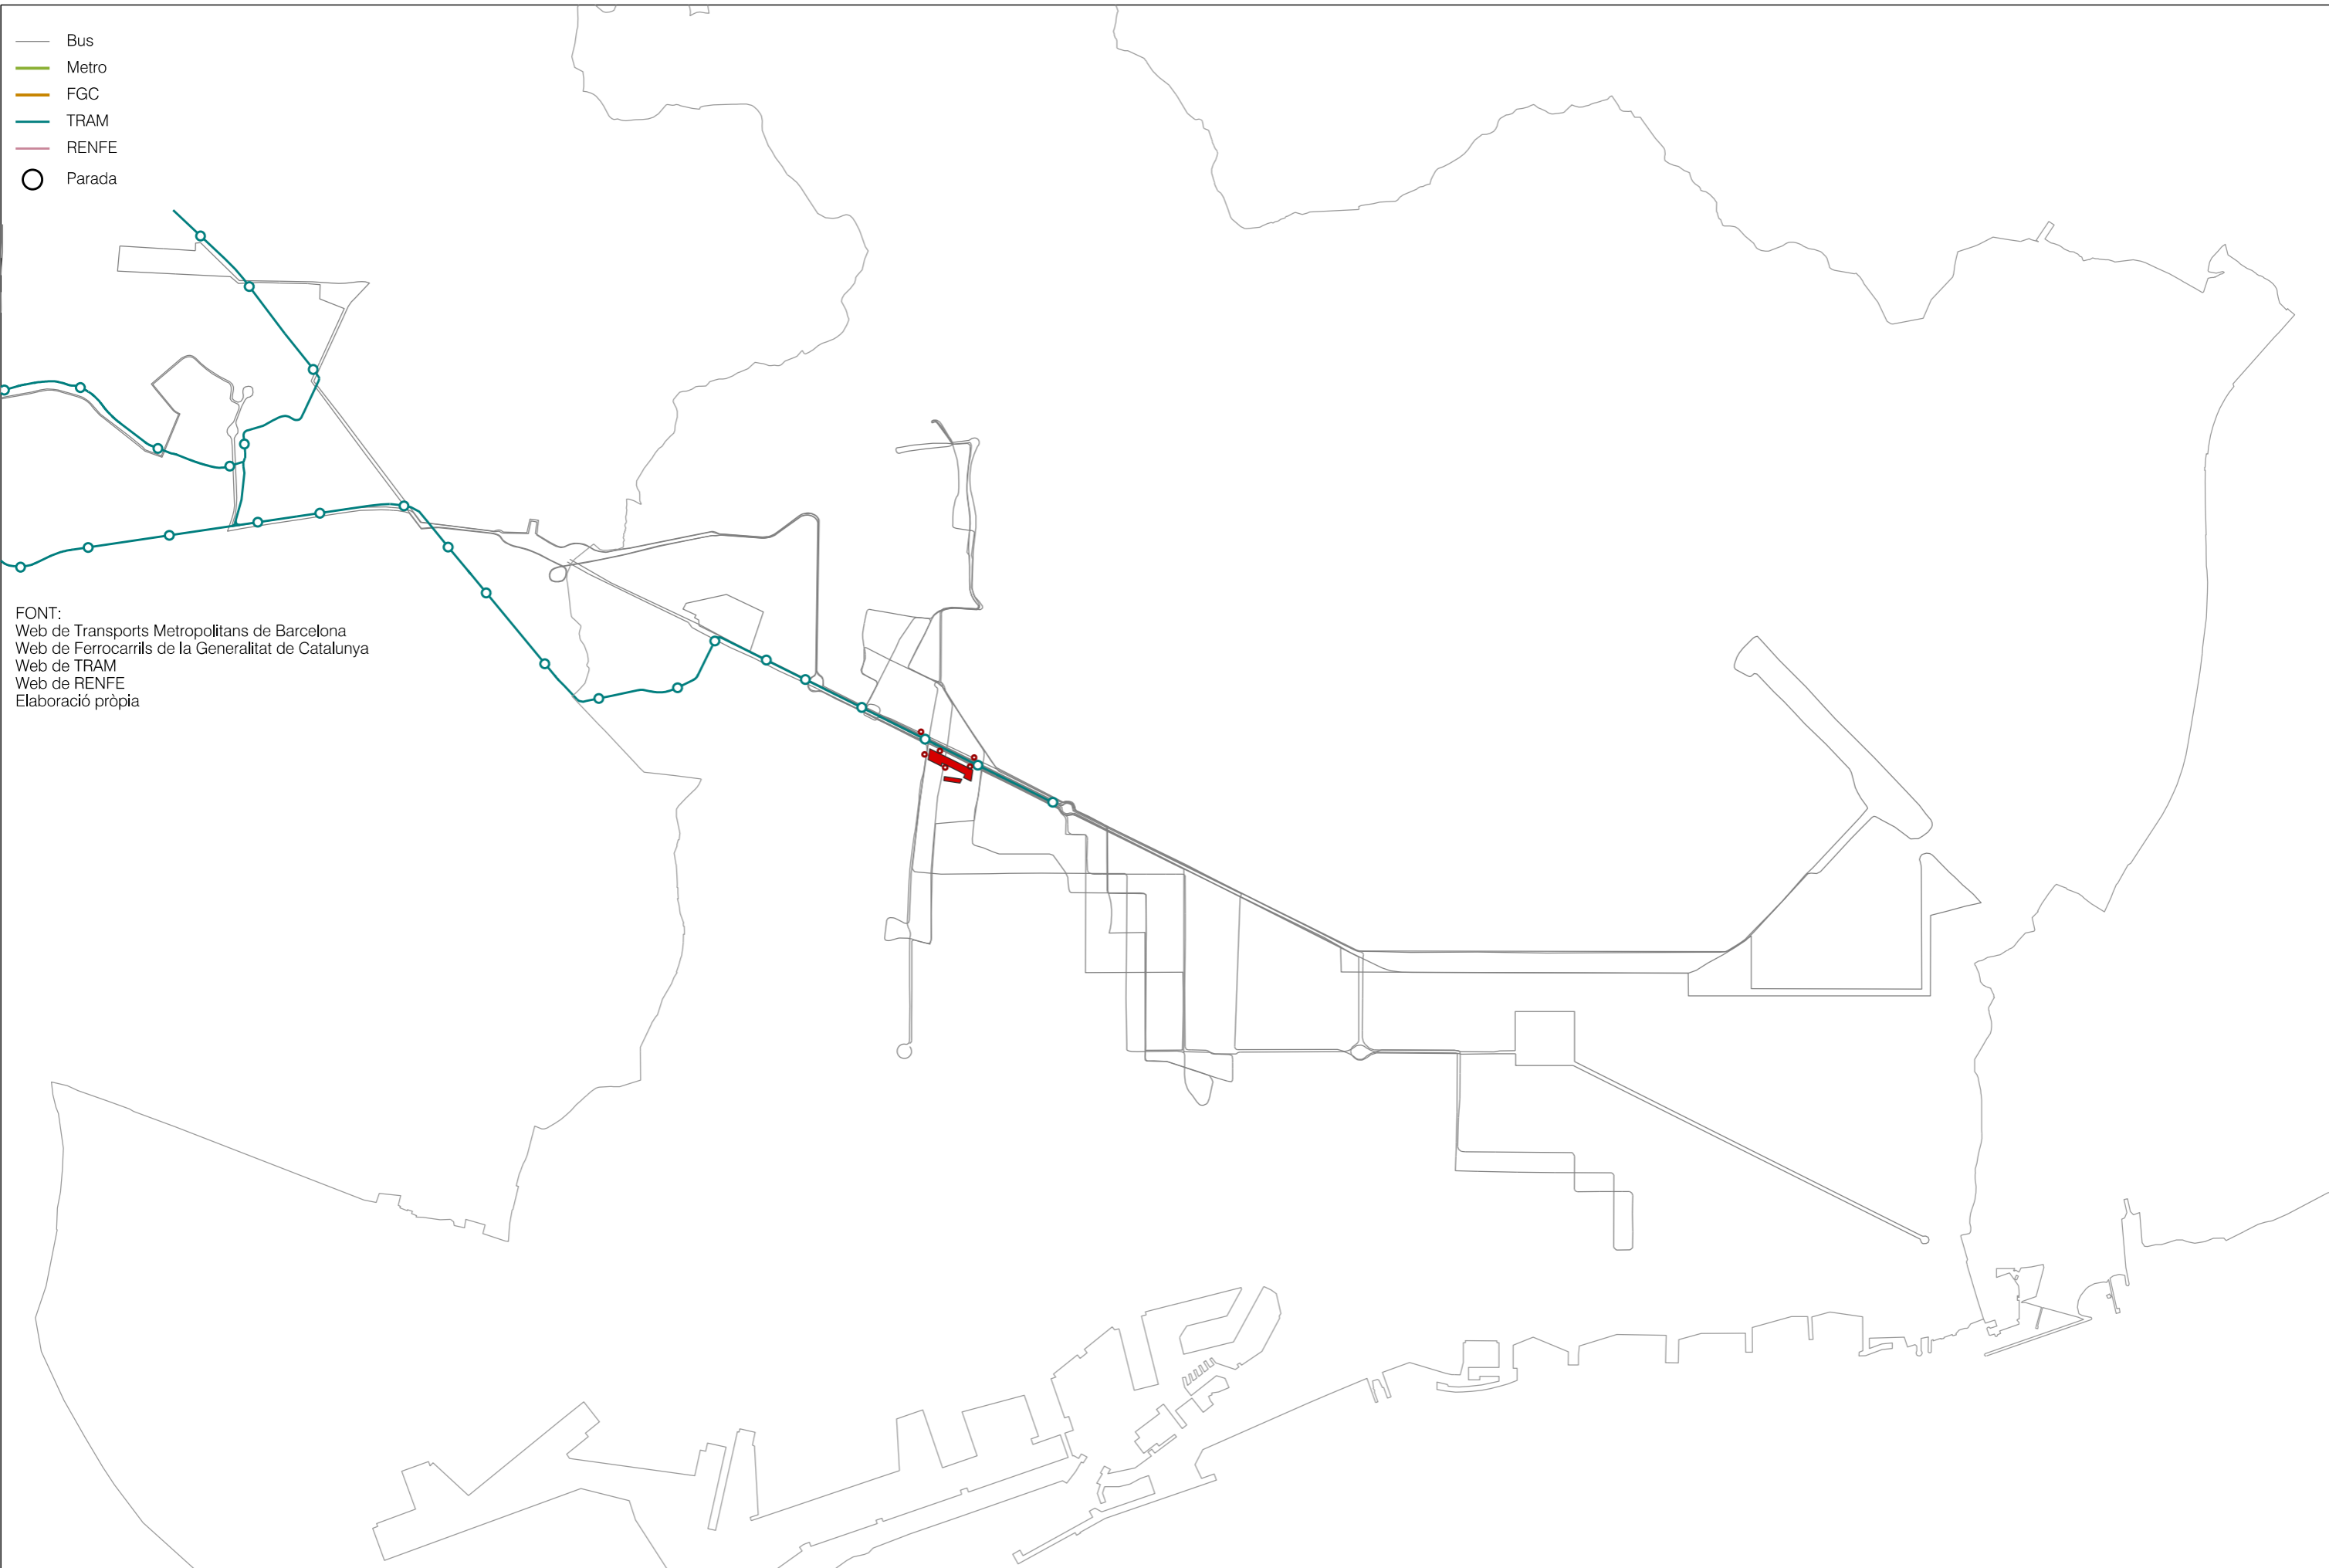 Bus
Metro
FGC
TRAM
RENFE
Parada
FONT:
Web de Transports Metropolitans de Barcelona
Web de Ferrocarrils de la Generalitat de Catalunya
Web de TRAM
Web de RENFE
Elaboració pròpia